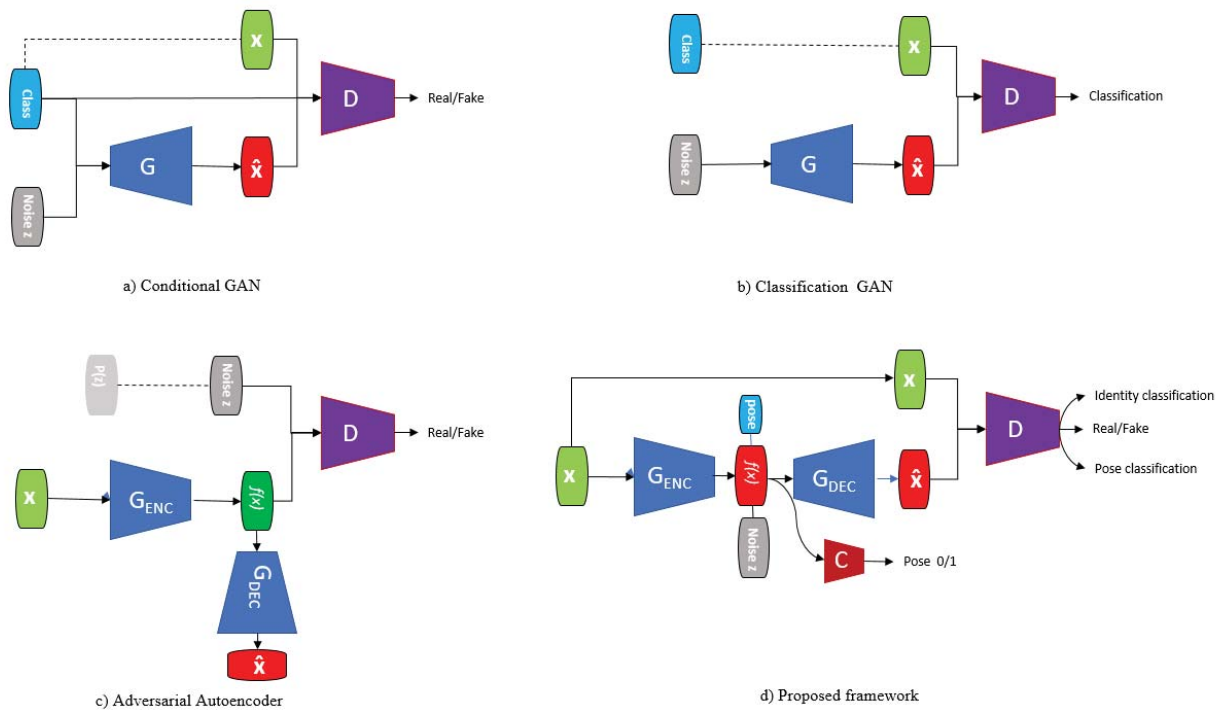 x
Class
D
Real/Fake
G
x̂
Noise z
a) Conditional GAN
Class
x
D
Classification
Noise z
G
x̂
b) Classification GAN
P(z)
Noise z
D
Real/Fake
x
G_ENC
f(x)
G_DEC
x̂
c) Adversarial Autoencoder
x
pose
D
Identity classification
Real/Fake
Pose classification
x
G_ENC
f(x)
G_DEC
x̂
Noise z
C
Pose 0/1
d) Proposed framework